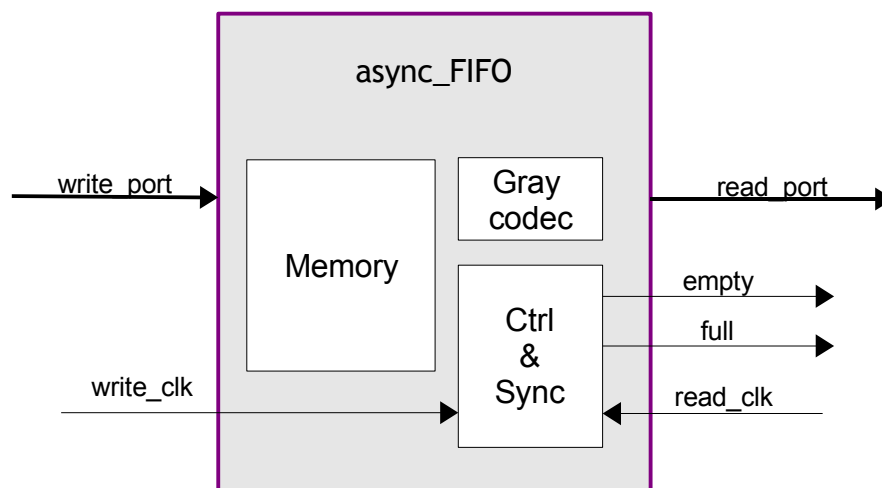 async_FIFO
write_port
Memory
Gray
codec
read_port
empty
Ctrl
&
Sync
full
write_clk
read_clk